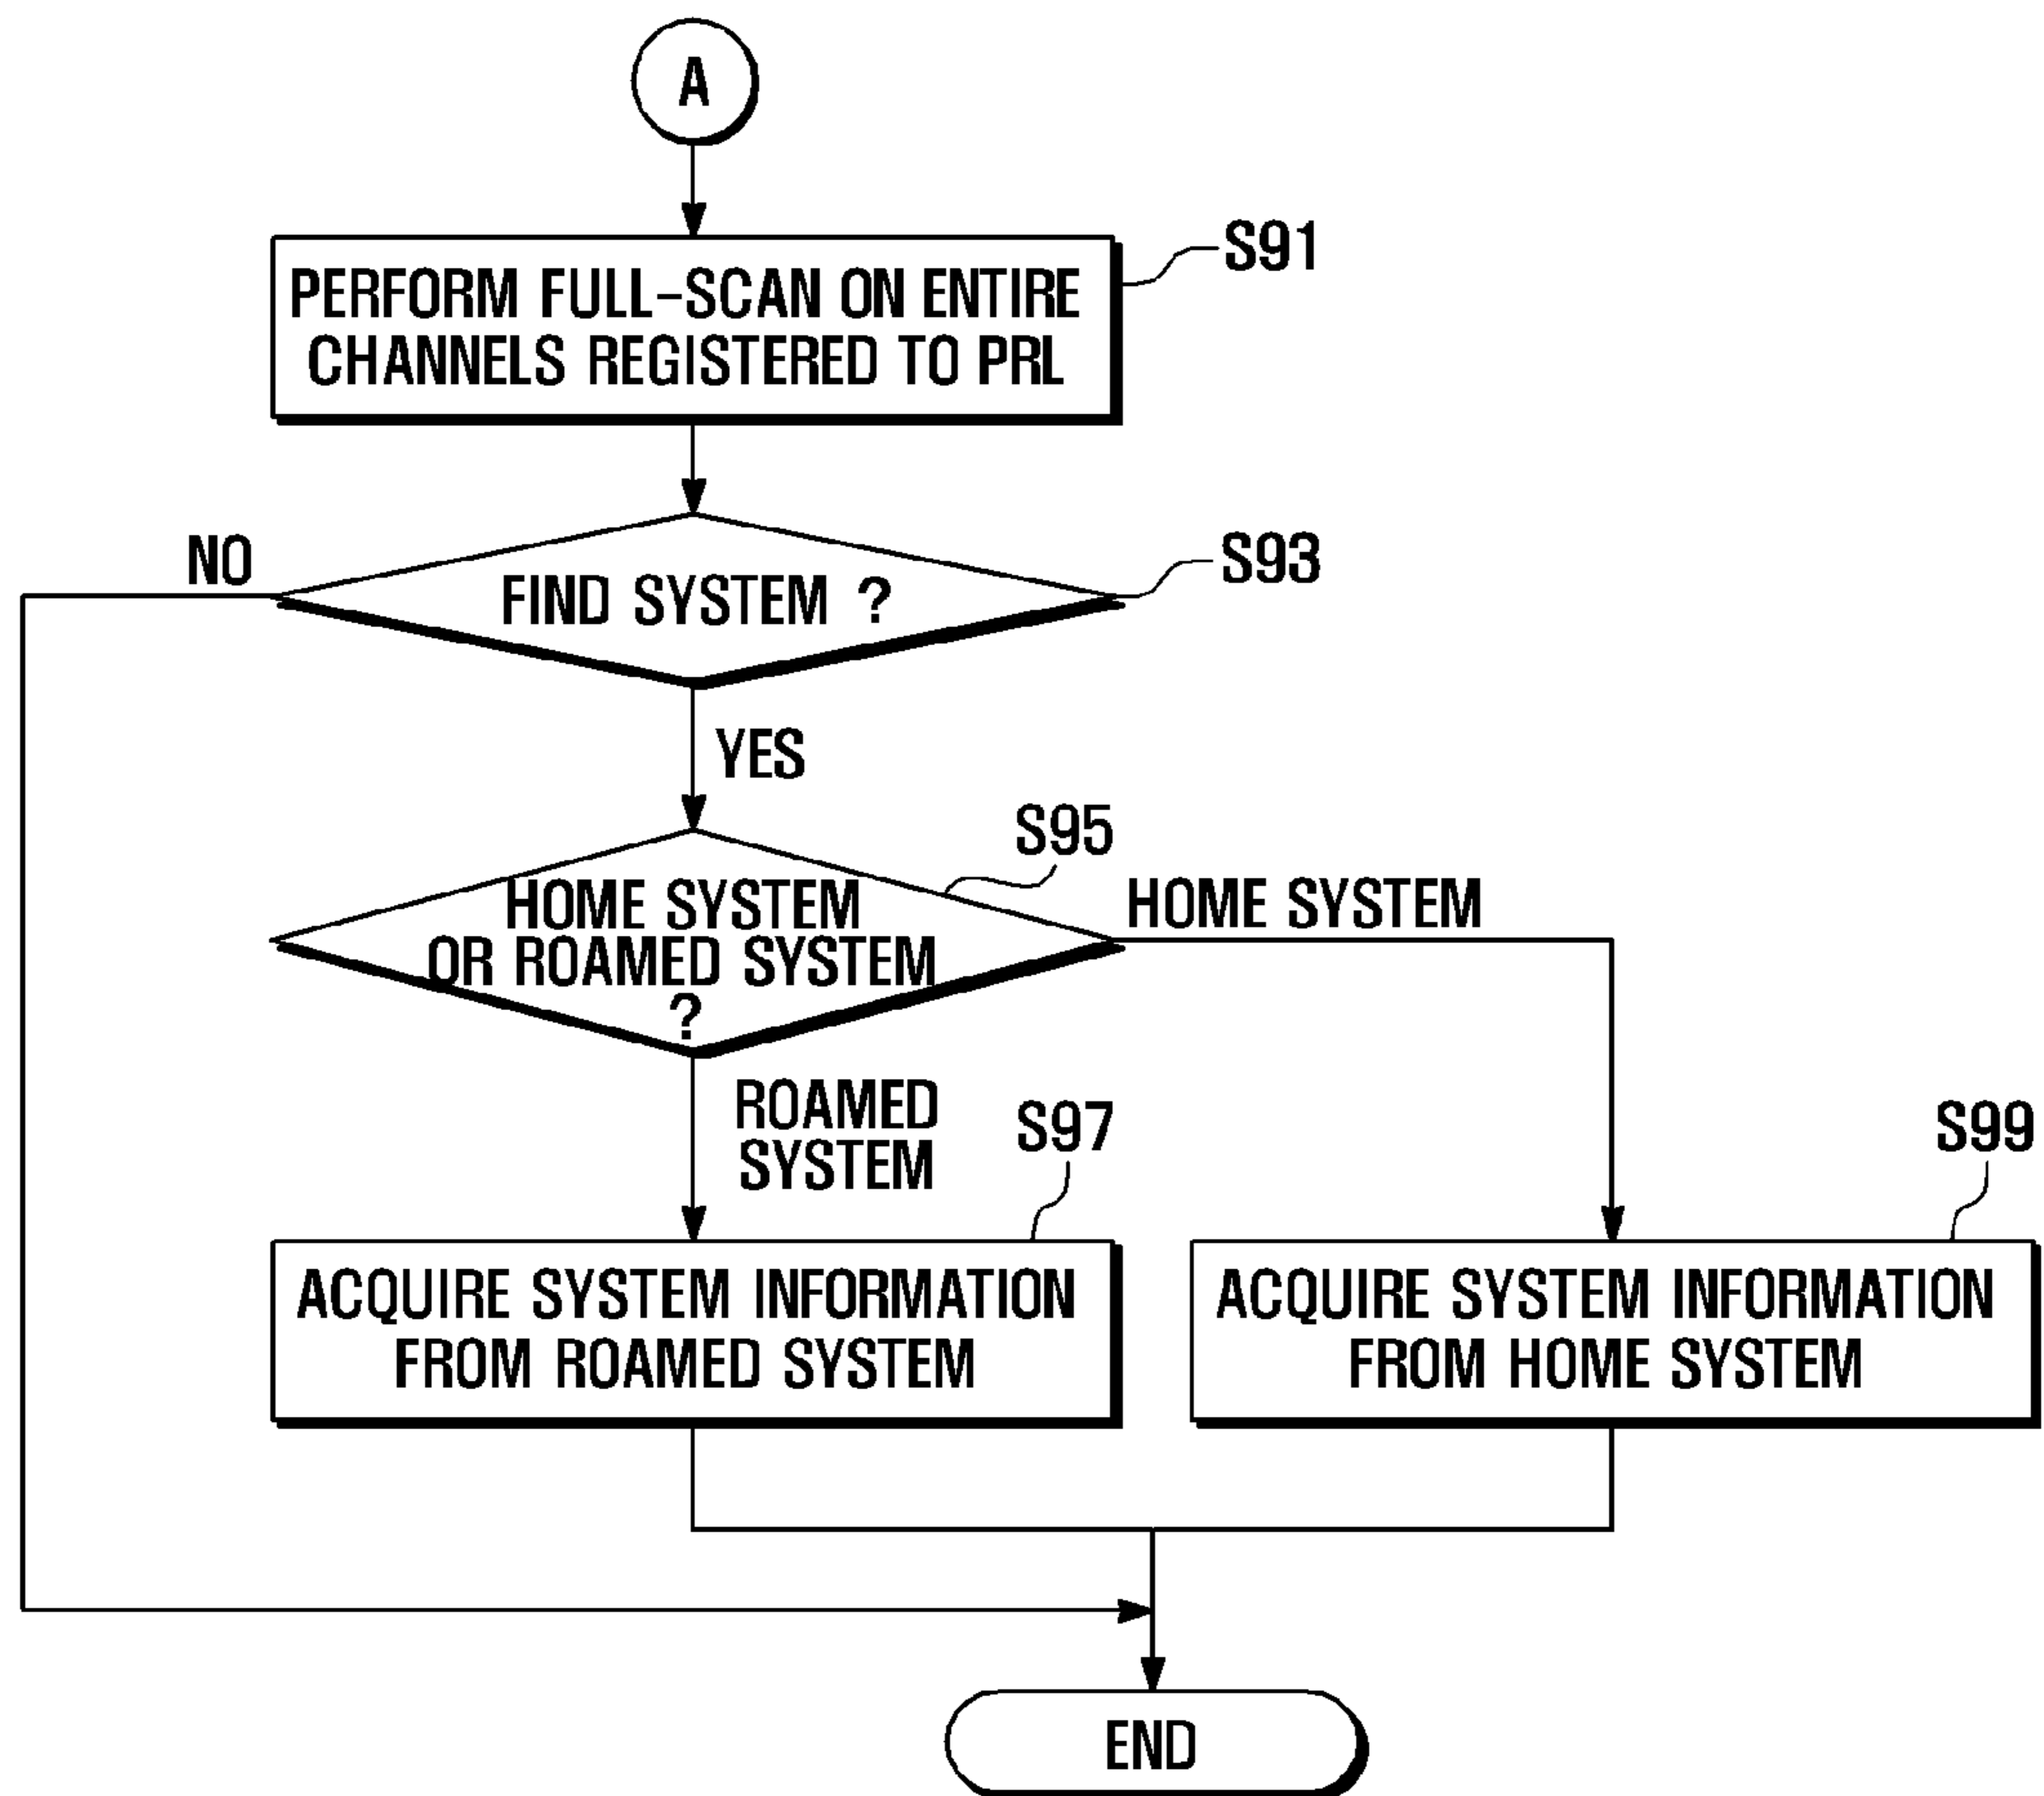 A
S91
PERFORM FULL-SCAN ON ENTIRE
CHANNELS REGISTERED TO PRL
NO
S93
FIND SYSTEM ?
YES
S95
HOME SYSTEM
OR ROAMED SYSTEM
?
HOME SYSTEM
ROAMED
SYSTEM
S97
S99
ACQUIRE SYSTEM INFORMATION
FROM ROAMED SYSTEM
ACQUIRE SYSTEM INFORMATION
FROM HOME SYSTEM
END